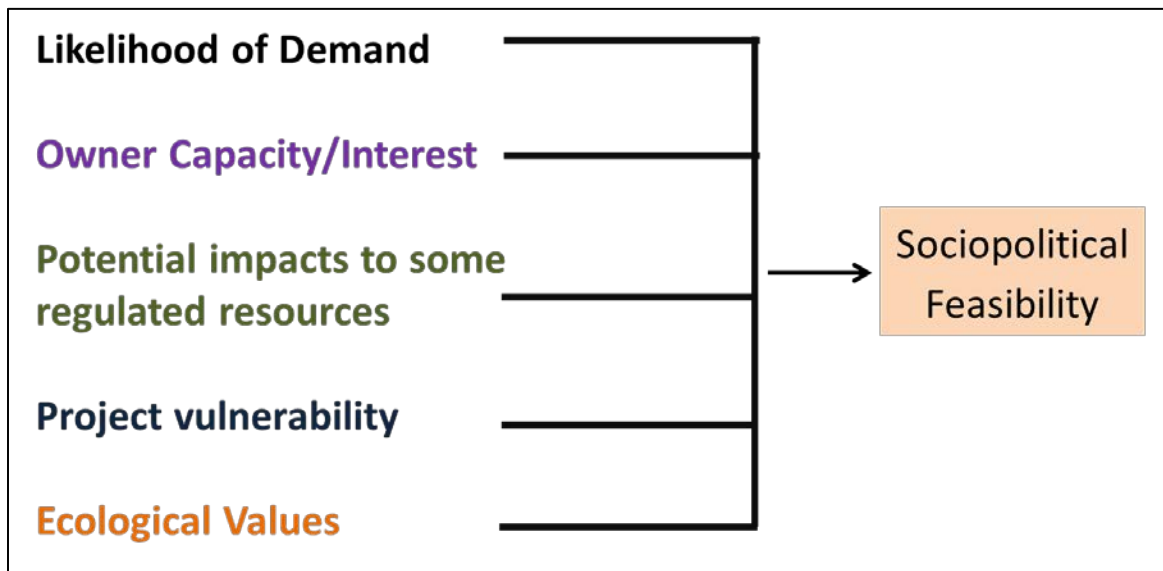 Likelihood of Demand
Owner Capacity/Interest
Potential impacts to some
regulated resources
Project vulnerability
Ecological Values
Sociopolitical
Feasibility